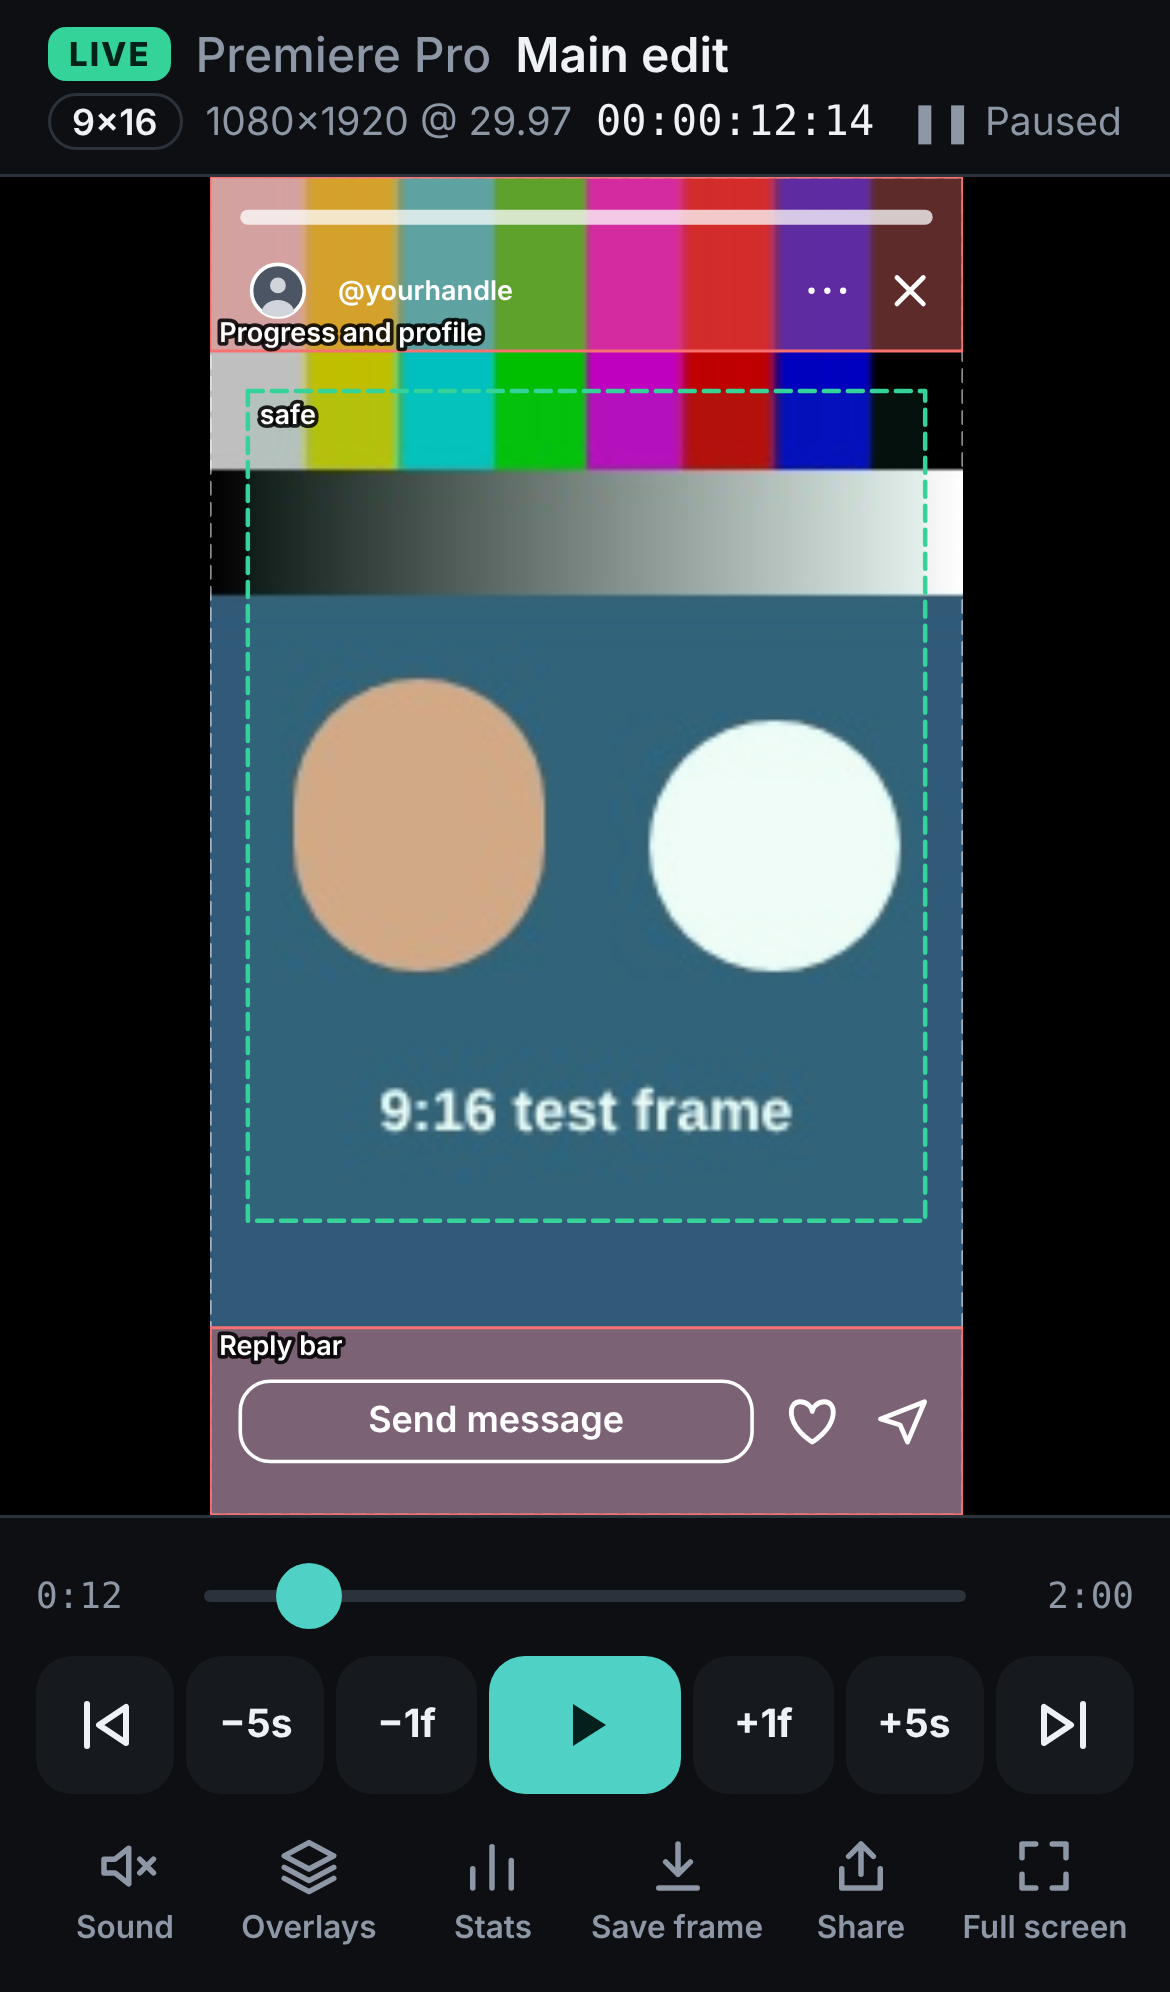 LIVE Premiere Pro Main edit
9×16 1080×1920 @ 29.97 00:00:12:14 Paused
@yourhandle
Progress and profile
safe
9:16 test frame
Reply bar
Send message
0:12 2:00
−5s −1f +1f +5s
Sound Overlays Stats Save frame Share Full screen